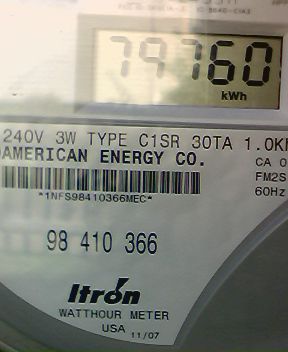 79760
kWh
240V 3W TYPE C1SR 30TA 1.0K
AMERICAN ENERGY CO.
CA 0
*1NFS98410366MEC*
FM2S
60Hz
98 410 366
Itron
WATTHOUR METER
USA 11/07